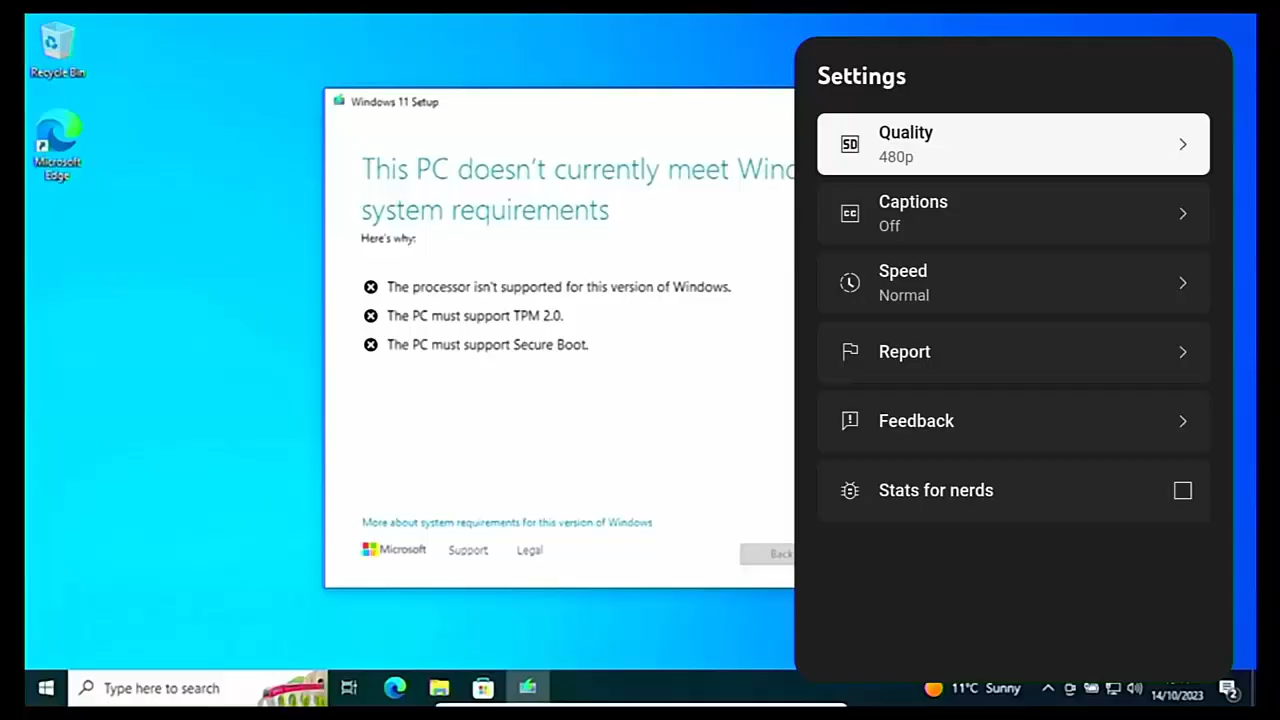 Recycle Bin
Microsoft
Edge
Windows 11 Setup
This PC doesn't currently meet Wind
system requirements
Here's why:
The processor isn't supported for this version of Windows.
The PC must support TPM 2.0.
The PC must support Secure Boot.
More about system requirements for this version of Windows
Microsoft
Support
Legal
Back
Settings
SD
Quality
480p
CC
Captions
Off
Speed
Normal
Report
Feedback
Stats for nerds
Type here to search
11°C Sunny
14/10/2023
2